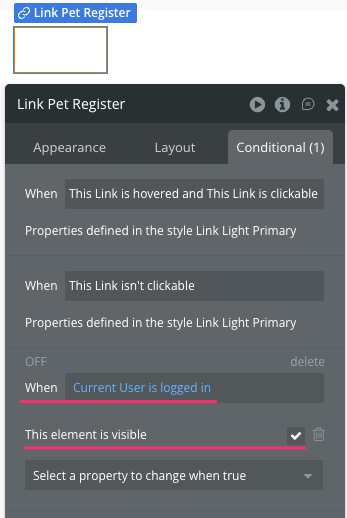 Link Pet Register
Link Pet Register
Appearance
Layout
Conditional (1)
When This Link is hovered and This Link is clickable
Properties defined in the style Link Light Primary
When This Link isn't clickable
Properties defined in the style Link Light Primary
OFF delete
When Current User is logged in
This element is visible
Select a property to change when true